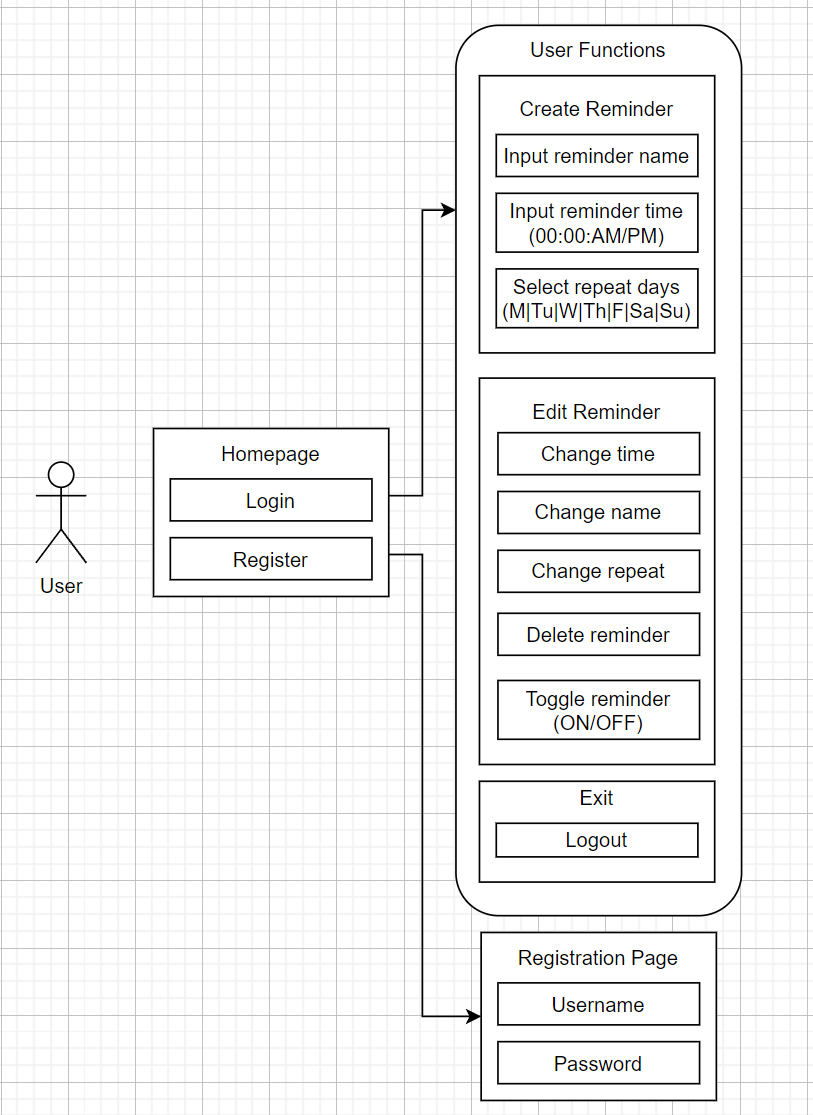 User
Homepage
Login
Register
User Functions
Create Reminder
Input reminder name
Input reminder time
(00:00:AM/PM)
Select repeat days
(M|Tu|W|Th|F|Sa|Su)
Edit Reminder
Change time
Change name
Change repeat
Delete reminder
Toggle reminder
(ON/OFF)
Exit
Logout
Registration Page
Username
Password